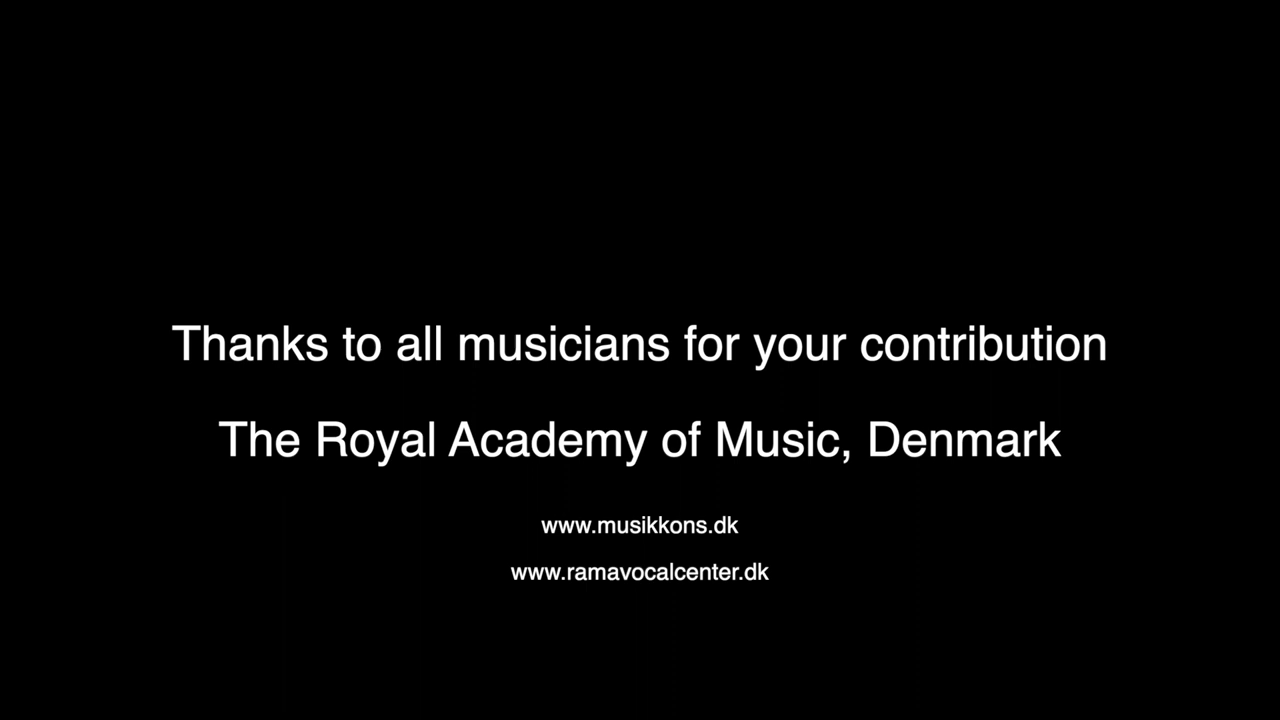 Thanks to all musicians for your contribution
The Royal Academy of Music, Denmark
www.musikkons.dk
www.ramavocalcenter.dk